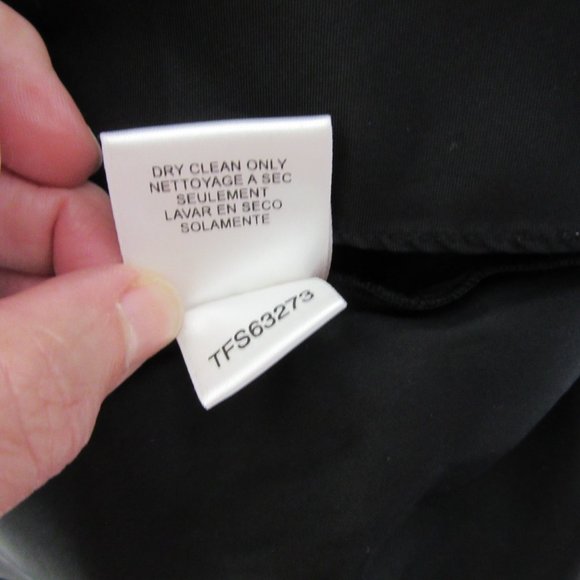 DRY CLEAN ONLY
NETTOYAGE A SEC
SEULEMENT
LAVAR EN SECO
SOLAMENTE
TFS63273